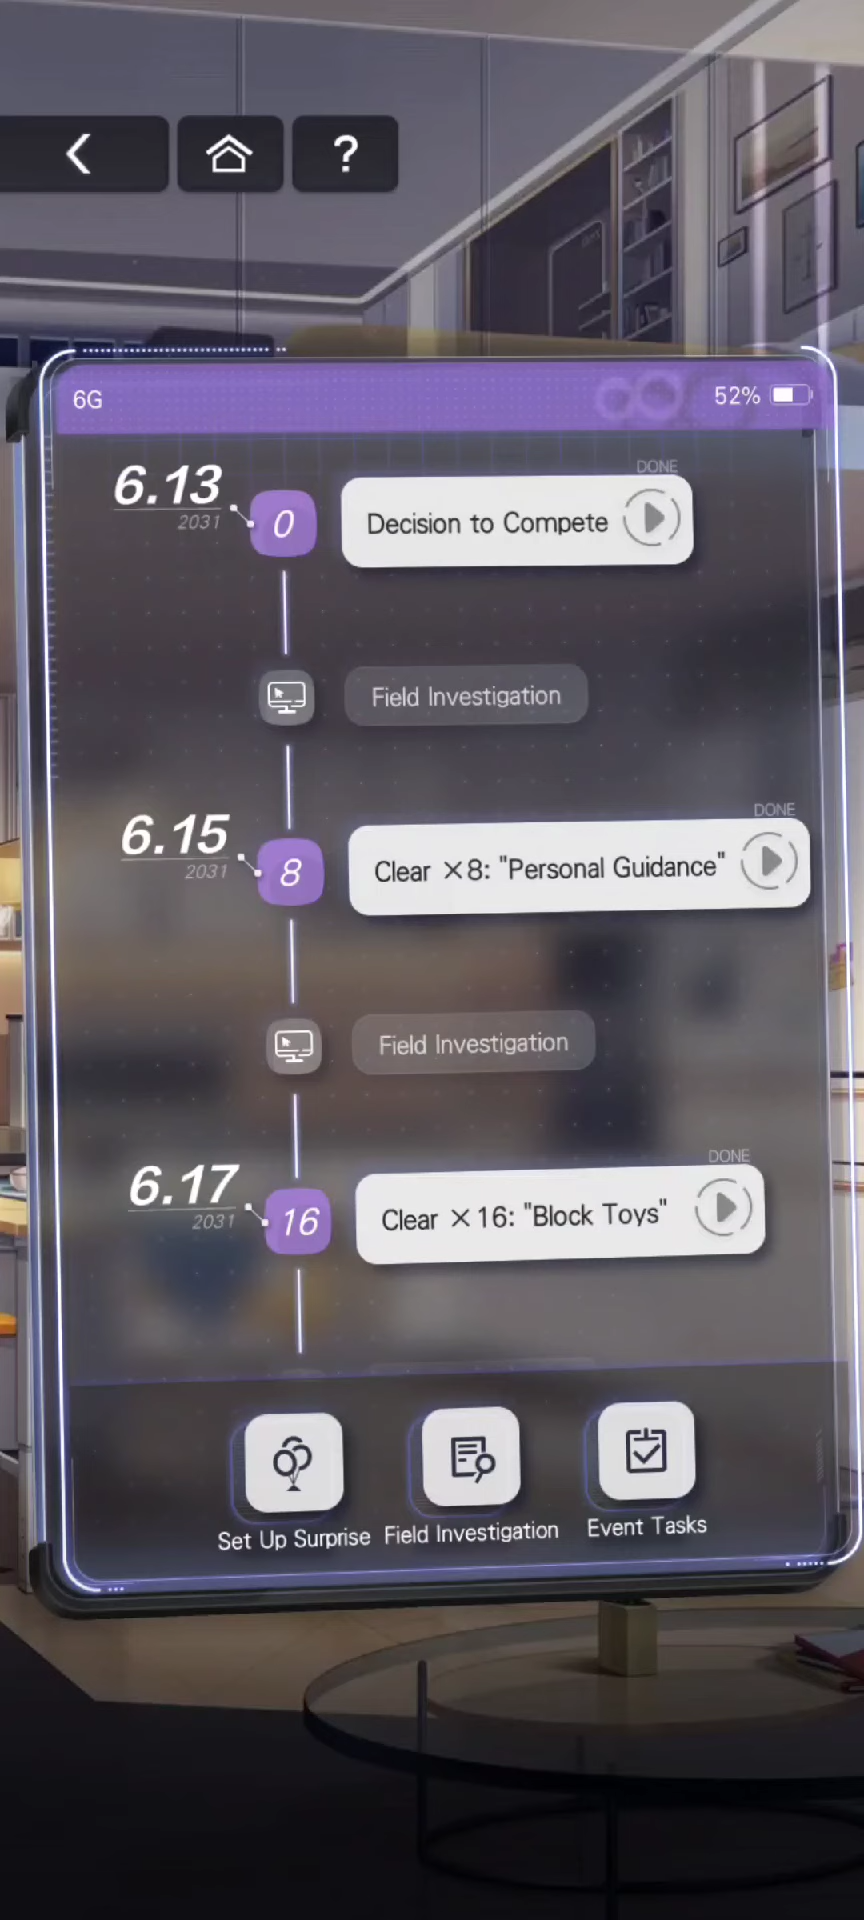 ?
6G
52%
DONE
6.13
2031
0
Decision to Compete
Field Investigation
DONE
6.15
2031
8
Clear ×8: "Personal Guidance"
Field Investigation
DONE
6.17
2031
16
Clear ×16: "Block Toys"
Set Up Surprise
Field Investigation
Event Tasks